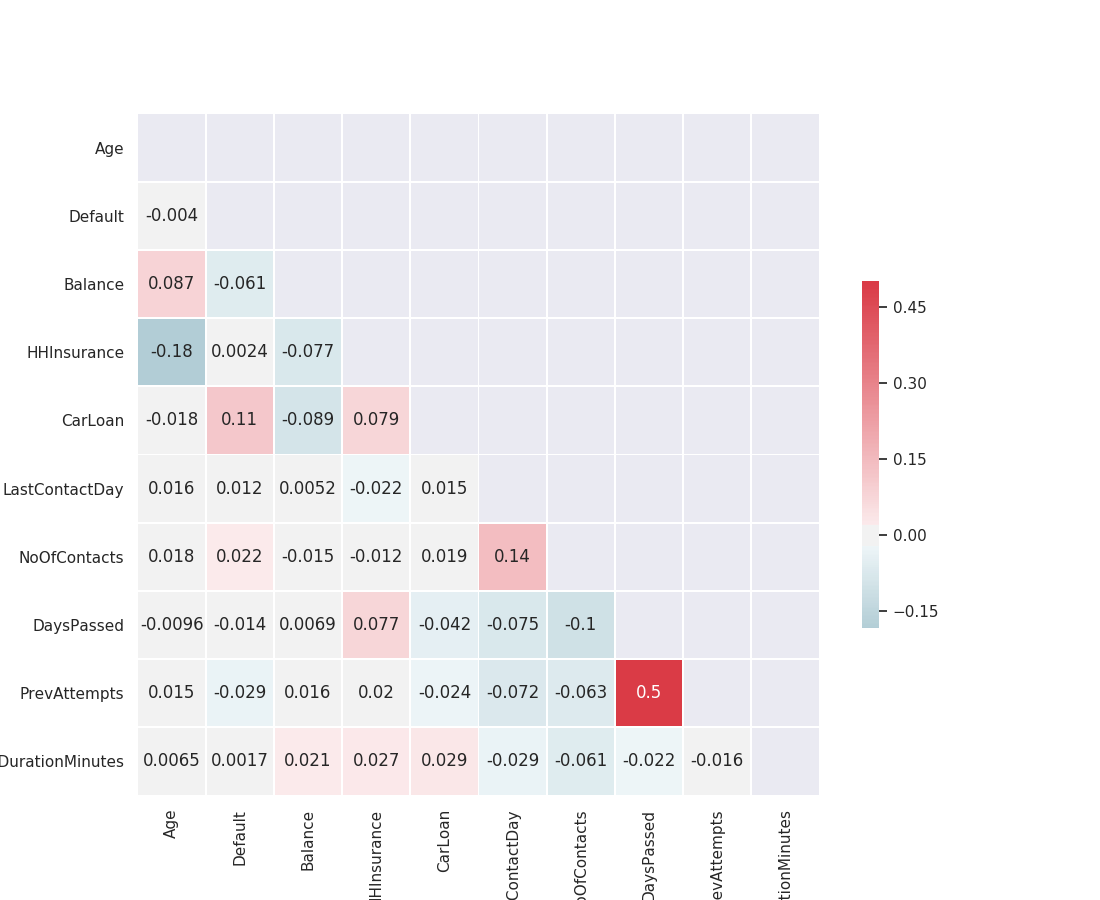 Age
Default -0.004
Balance 0.087 -0.061
HHInsurance -0.18 0.0024 -0.077
CarLoan -0.018 0.11 -0.089 0.079
LastContactDay 0.016 0.012 0.0052 -0.022 0.015
NoOfContacts 0.018 0.022 -0.015 -0.012 0.019 0.14
DaysPassed -0.0096 -0.014 0.0069 0.077 -0.042 -0.075 -0.1
PrevAttempts 0.015 -0.029 0.016 0.02 -0.024 -0.072 -0.063 0.5
DurationMinutes 0.0065 0.0017 0.021 0.027 0.029 -0.029 -0.061 -0.022 -0.016
Age
Default
Balance
HHInsurance
CarLoan
ContactDay
oOfContacts
DaysPassed
evAttempts
tionMinutes
0.45
0.30
0.15
0.00
−0.15